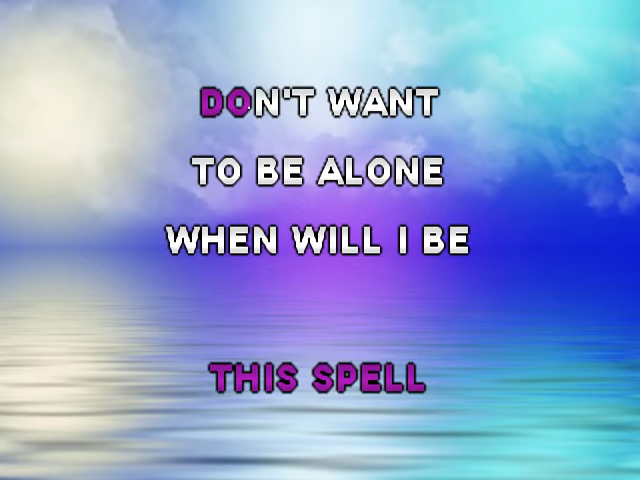 DON'T WANT
TO BE ALONE
WHEN WILL I BE
THIS SPELL